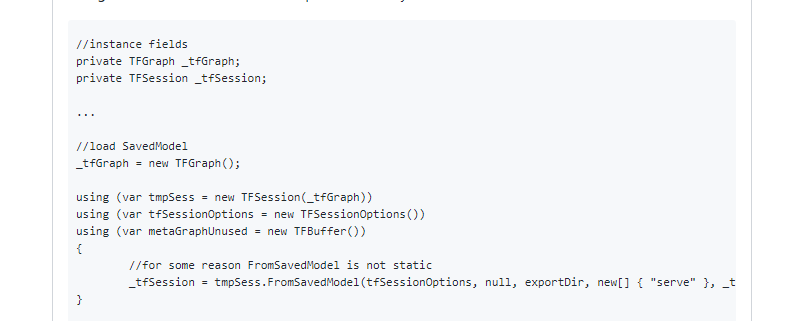 //instance fields
private TFGraph _tfGraph;
private TFSession _tfSession;
...
//load SavedModel
_tfGraph = new TFGraph();
using (var tmpSess = new TFSession(_tfGraph))
using (var tfSessionOptions = new TFSessionOptions())
using (var metaGraphUnused = new TFBuffer())
{
//for some reason FromSavedModel is not static
_tfSession = tmpSess.FromSavedModel(tfSessionOptions, null, exportDir, new[] { "serve" }, _t
}